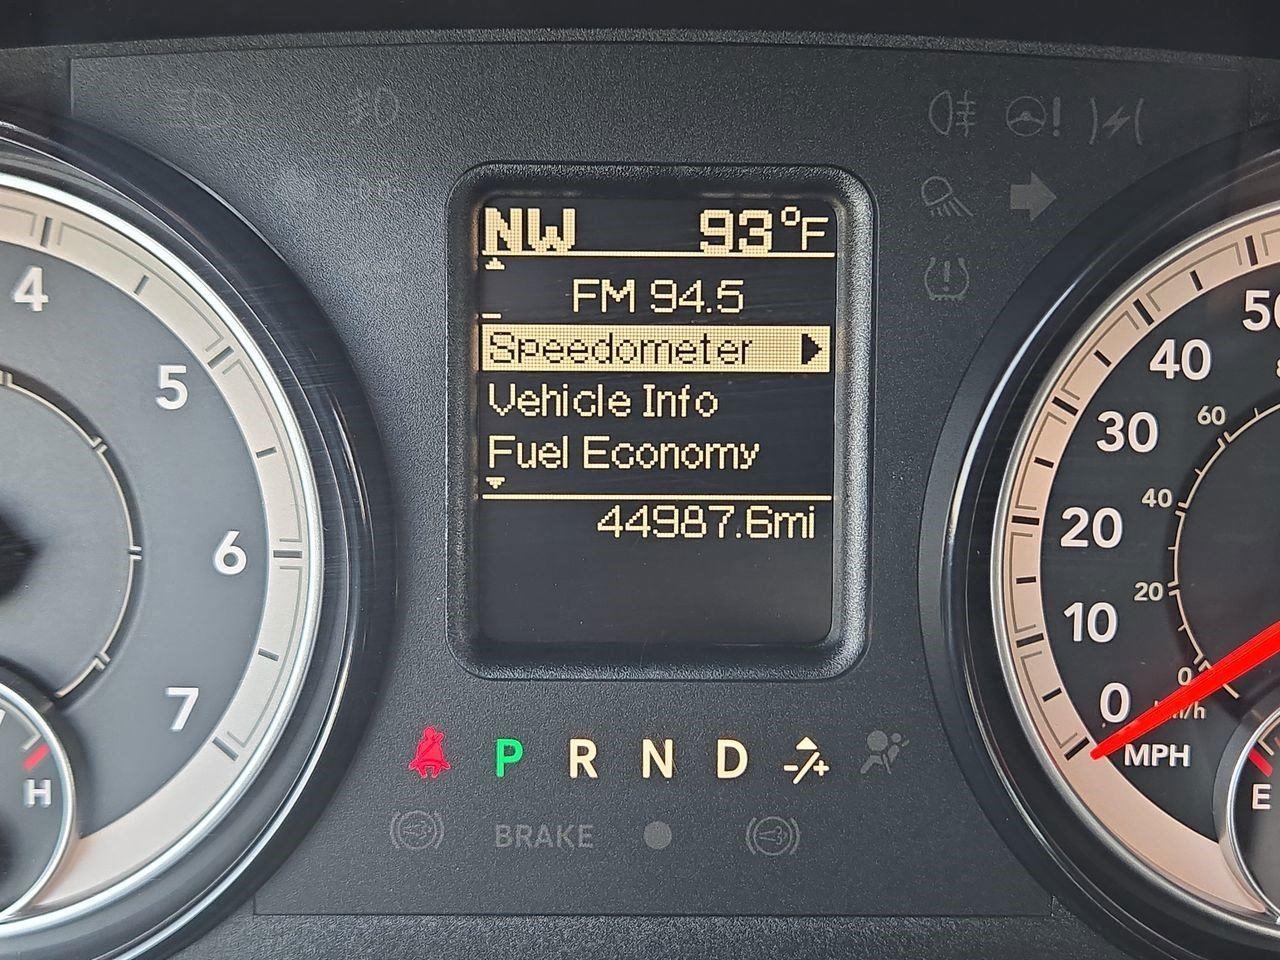 NW 93°F
FM 94.5
Speedometer
Vehicle Info
Fuel Economy
44987.6mi
4
5
6
7
H
50
40
30
20
10
0
60
40
20
0
km/h
MPH
E
P R N D -/+
BRAKE